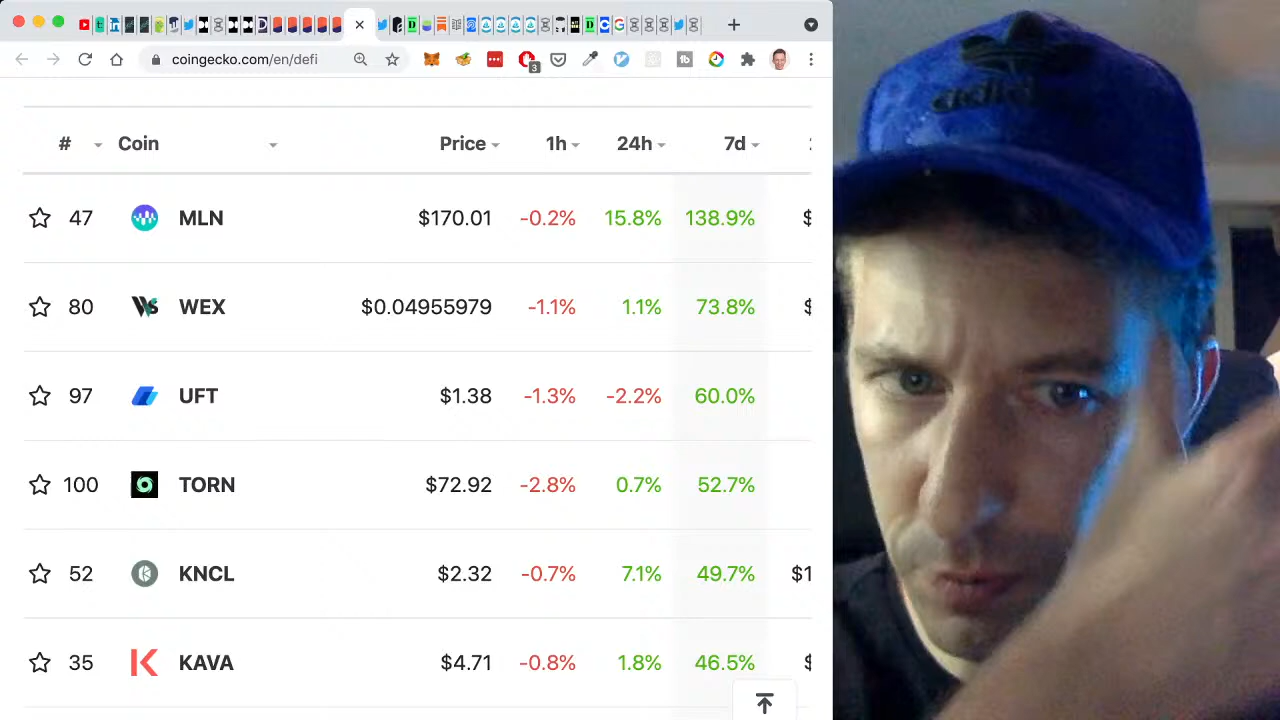 coingecko.com/en/defi
3
# Coin Price 1h 24h 7d
47 MLN $170.01 -0.2% 15.8% 138.9% $
80 WEX $0.04955979 -1.1% 1.1% 73.8% $
97 UFT $1.38 -1.3% -2.2% 60.0%
100 TORN $72.92 -2.8% 0.7% 52.7%
52 KNCL $2.32 -0.7% 7.1% 49.7% $1
35 KAVA $4.71 -0.8% 1.8% 46.5% $